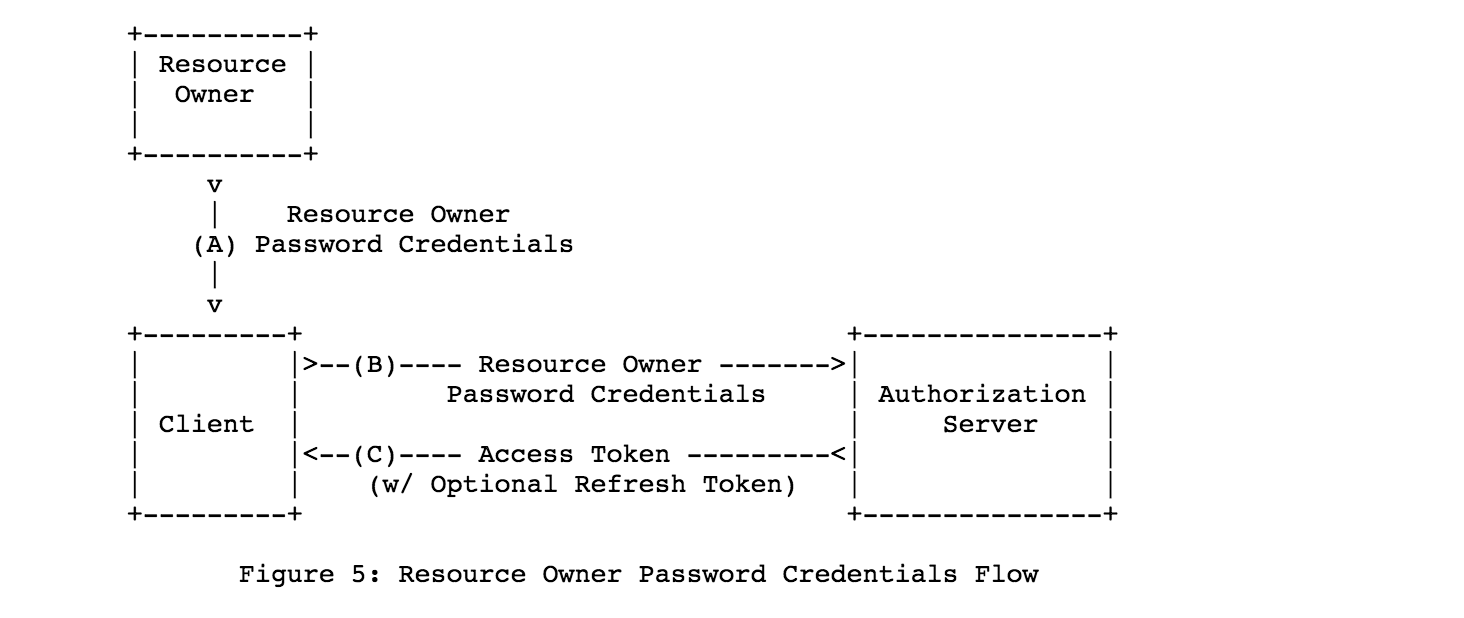 +----------+
| Resource |
|  Owner   |
|          |
+----------+
     v
     |    Resource Owner
    (A) Password Credentials
     |
     v
+---------+                                  +---------------+
|         |>--(B)---- Resource Owner ------->|               |
|         |         Password Credentials     | Authorization |
| Client  |                                  |     Server    |
|         |<--(C)---- Access Token ---------<|               |
|         |    (w/ Optional Refresh Token)   |               |
+---------+                                  +---------------+
Figure 5: Resource Owner Password Credentials Flow